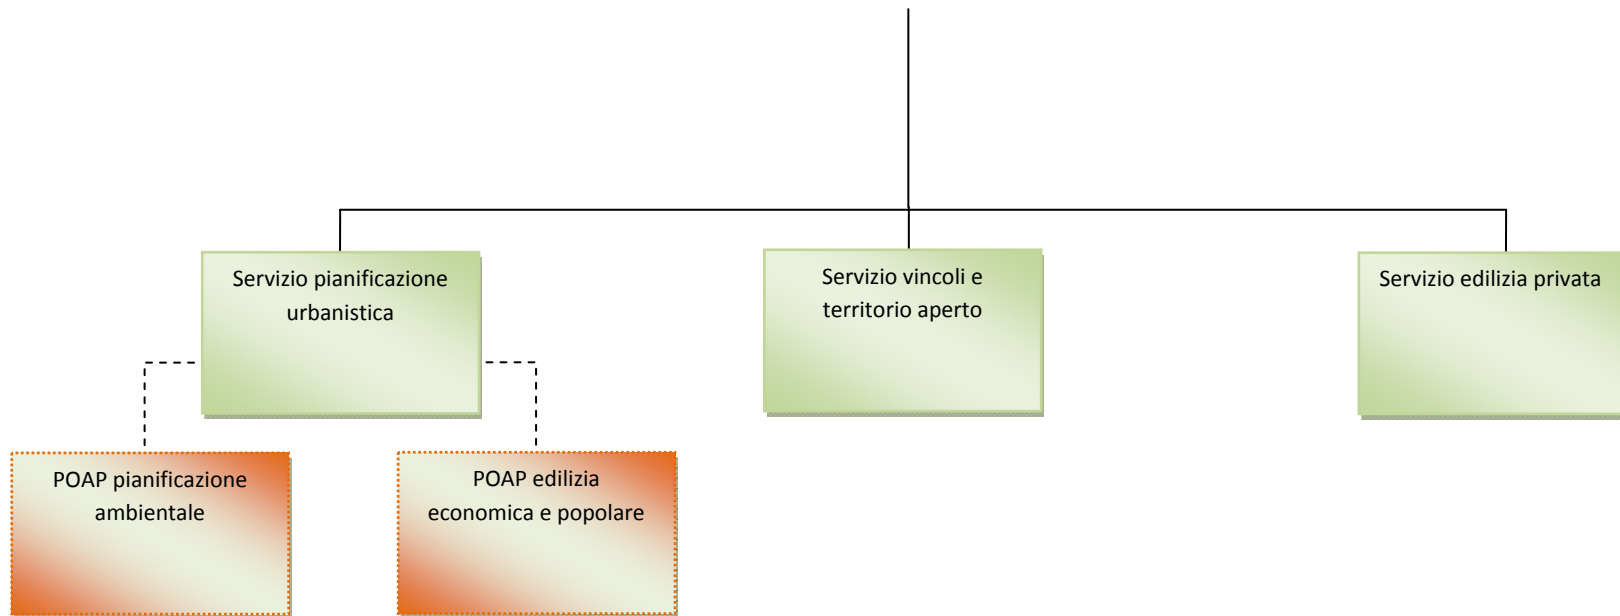 Servizio pianificazione
urbanistica
Servizio vincoli e
territorio aperto
Servizio edilizia privata
POAP pianificazione
ambientale
POAP edilizia
economica e popolare